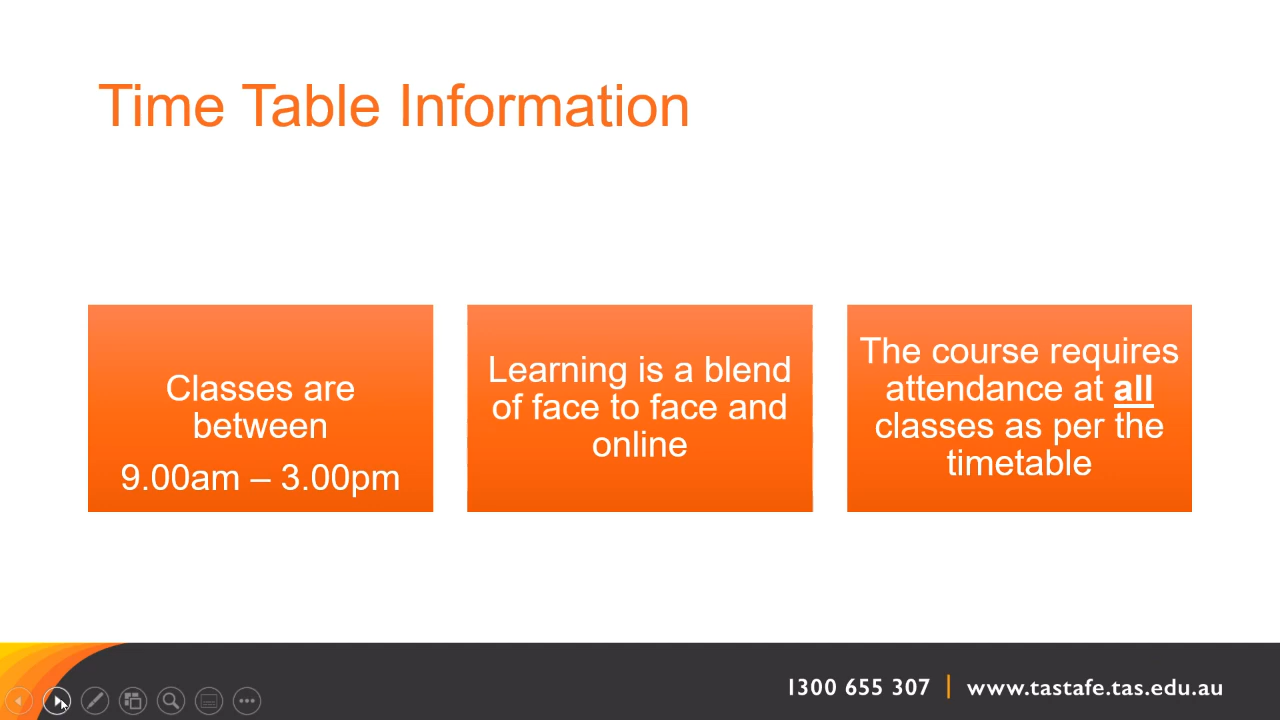 Time Table Information
Classes are
between
9.00am – 3.00pm
Learning is a blend
of face to face and
online
The course requires
attendance at all
classes as per the
timetable
1300 655 307 | www.tastafe.tas.edu.au